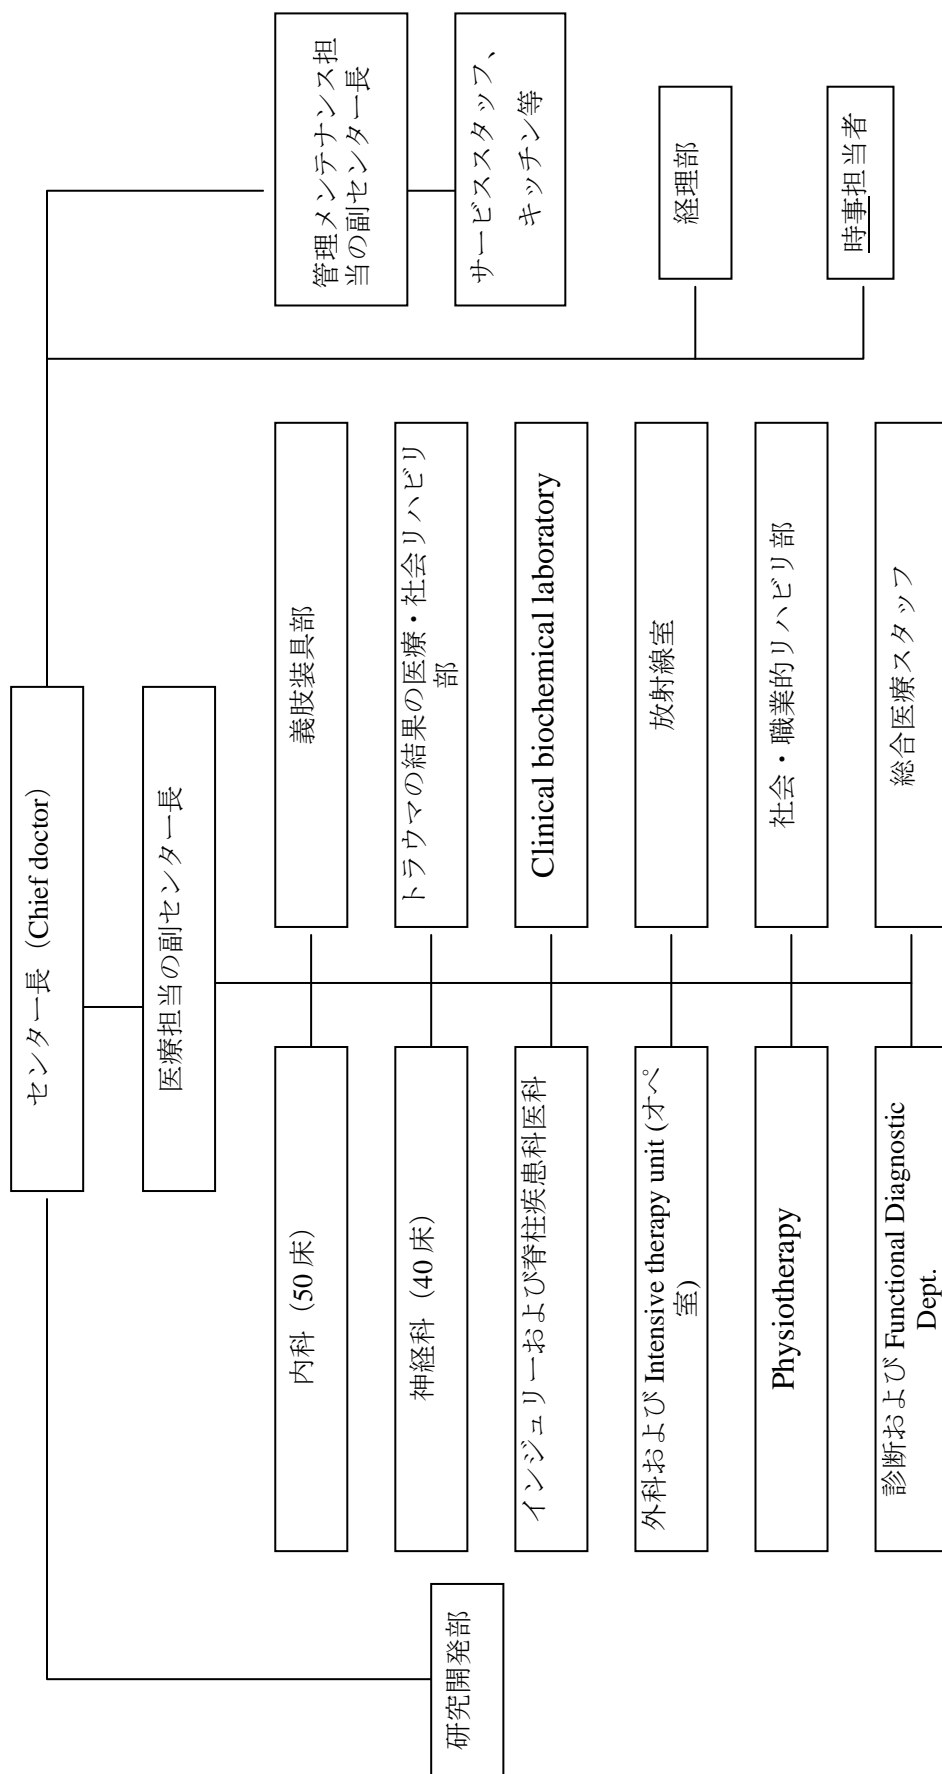 センター長（Chief doctor）
医療担当の副センター長
研究開発部
内科（50 床）
神経科（40 床）
インジュリーおよび脊柱疾患科医科
外科および Intensive therapy unit (オペ
室)
Physiotherapy
診断および Functional Diagnostic
Dept.
義肢装具部
トラウマの結果の医療・社会リハビリ
部
Clinical biochemical laboratory
放射線室
社会・職業的リハビリ部
総合医療スタッフ
管理メンテナンス担
当の副センター長
サービススタッフ、
キッチン等
経理部
時事担当者